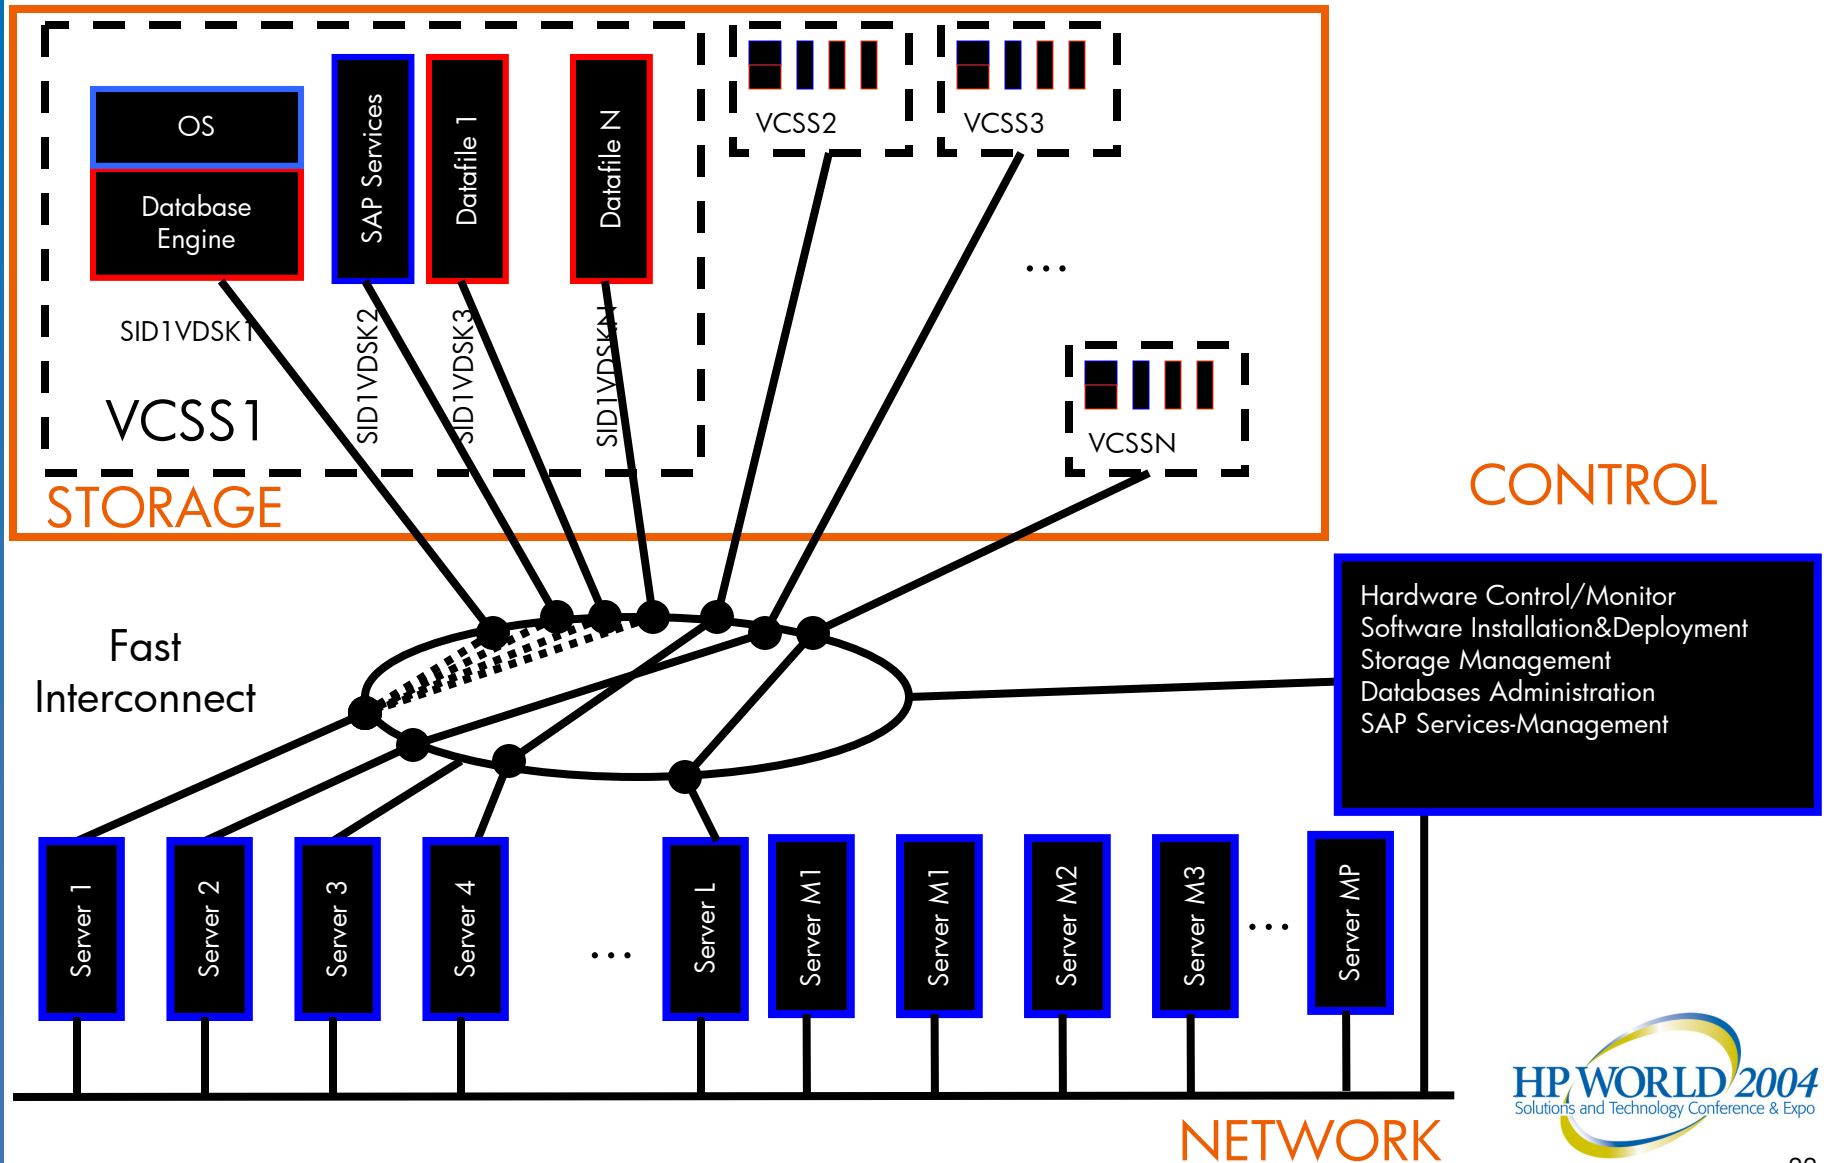 OS
Database
Engine
SAP Services
Datafile 1
Datafile N
SID1VDSK1
SID1VDSK2
SID1VDSK3
SID1VDSKN
VCSS1
VCSS2
VCSS3
...
VCSSN
STORAGE
CONTROL
Fast
Interconnect
Hardware Control/Monitor
Software Installation&Deployment
Storage Management
Databases Administration
SAP Services-Management
Server 1
Server 2
Server 3
Server 4
...
Server L
Server M1
Server M1
Server M2
Server M3
...
Server MP
NETWORK
HP WORLD 2004
Solutions and Technology Conference & Expo